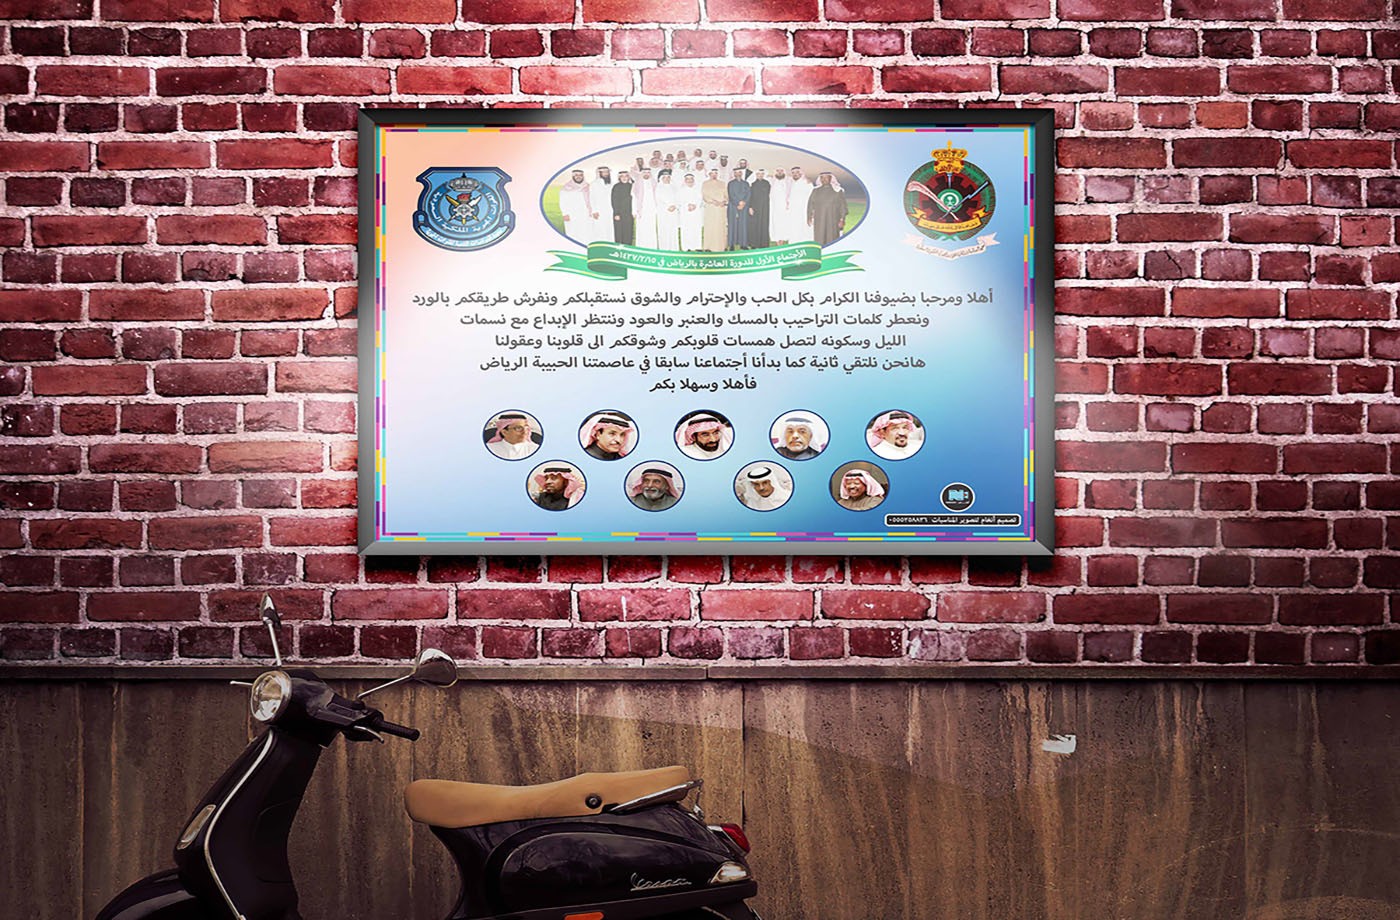 الأجتماع الأول للدورة العاشرة بالرياض في ١٤٣٧/٢/١٥هـ
أهلا ومرحبا بضيوفنا الكرام بكل الحب والإحترام والشوق نستقبلكم ونفرش طريقكم بالورد
ونعطر كلمات التراحيب بالمسك والعنبر والعود وننتظر الإبداع مع نسمات
الليل وسكونه لتصل همسات قلوبكم وشوقكم الى قلوبنا وعقولنا
هانحن نلتقي ثانية كما بدأنا أجتماعنا سابقا في عاصمتنا الحبيبة الرياض
فأهلا وسهلا بكم
تصميم أنغام لتصوير المناسبات ٠٥٥٥٢٥٨٨٣٦
Vespa